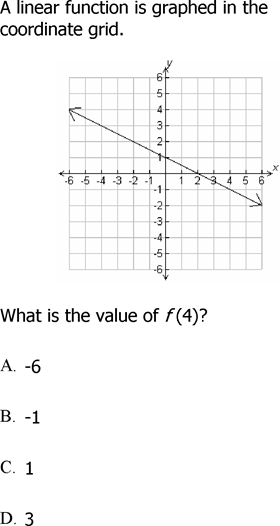 A linear function is graphed in the
coordinate grid.
y
6
5
4
3
2
1
-6 -5 -4 -3 -2 -1 1 2 3 4 5 6 x
-1
-2
-3
-4
-5
-6
What is the value of f(4)?
A. -6
B. -1
C. 1
D. 3